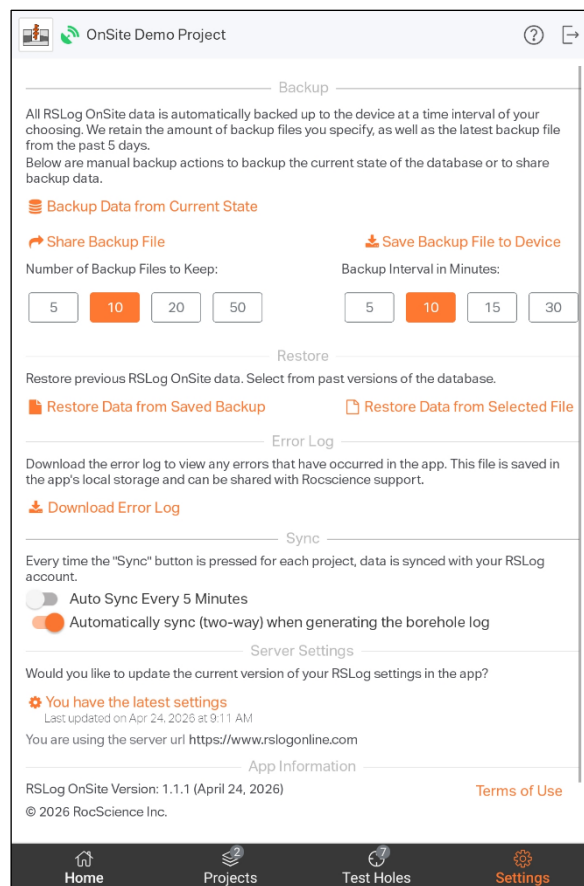 OnSite Demo Project
Backup
All RSLog OnSite data is automatically backed up to the device at a time interval of your
choosing. We retain the amount of backup files you specify, as well as the latest backup file
from the past 5 days.
Below are manual backup actions to backup the current state of the database or to share
backup data.
Backup Data from Current State
Share Backup File
Save Backup File to Device
Number of Backup Files to Keep:
Backup Interval in Minutes:
5 10 20 50
5 10 15 30
Restore
Restore previous RSLog OnSite data. Select from past versions of the database.
Restore Data from Saved Backup
Restore Data from Selected File
Error Log
Download the error log to view any errors that have occurred in the app. This file is saved in
the app's local storage and can be shared with Rocscience support.
Download Error Log
Sync
Every time the "Sync" button is pressed for each project, data is synced with your RSLog
account.
Auto Sync Every 5 Minutes
Automatically sync (two-way) when generating the borehole log
Server Settings
Would you like to update the current version of your RSLog settings in the app?
You have the latest settings
Last updated on Apr 24, 2026 at 9:11 AM
You are using the server url https://www.rslogonline.com
App Information
RSLog OnSite Version: 1.1.1 (April 24, 2026)
Terms of Use
© 2026 RocScience Inc.
2
7
Home
Projects
Test Holes
Settings